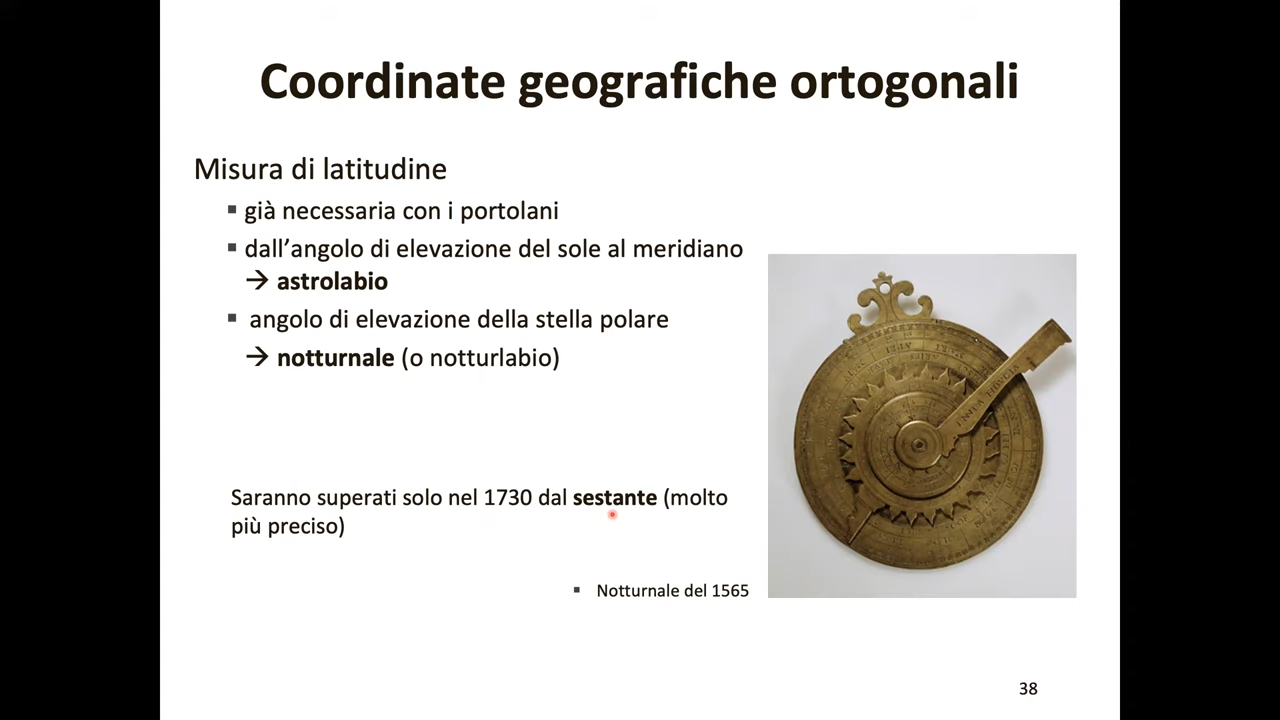 Coordinate geografiche ortogonali
Misura di latitudine
▪ già necessaria con i portolani
▪ dall’angolo di elevazione del sole al meridiano
→ astrolabio
▪ angolo di elevazione della stella polare
→ notturnale (o notturlabio)
Saranno superati solo nel 1730 dal sestante (molto
più preciso)
▪ Notturnale del 1565
38